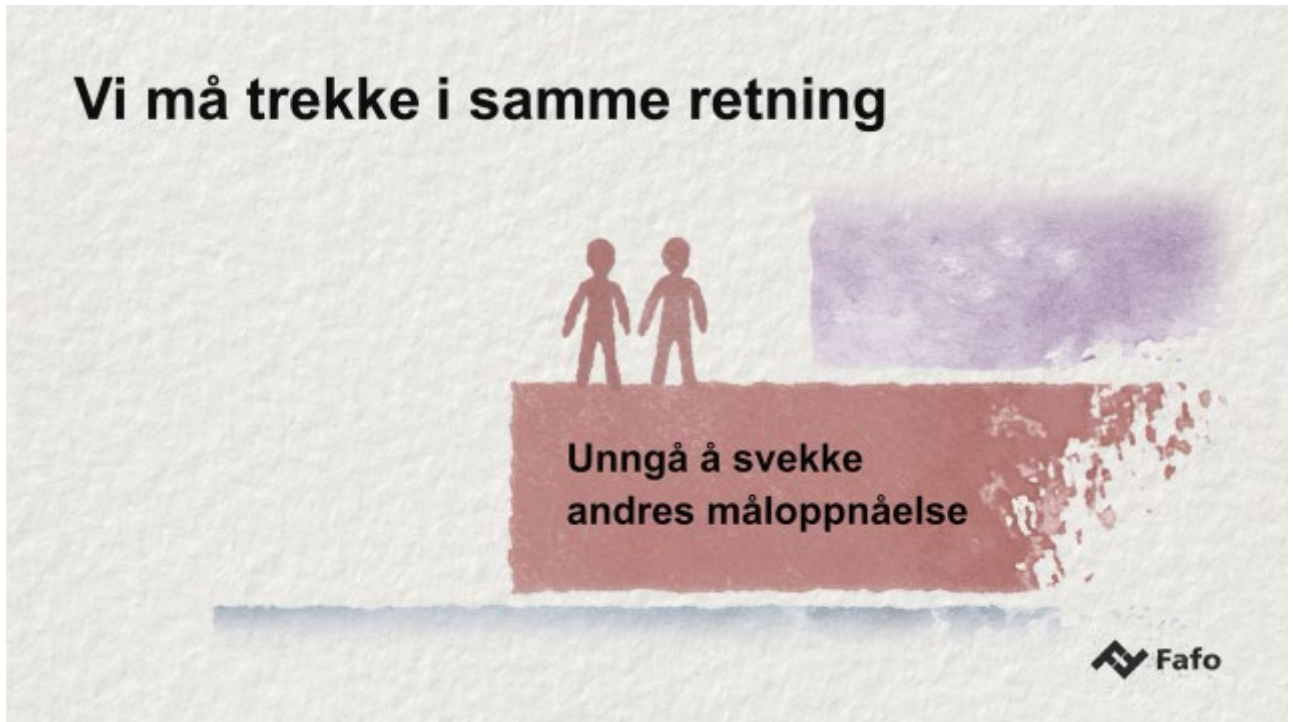 Vi må trekke i samme retning
Unngå å svekke
andres måloppnåelse
Fafo